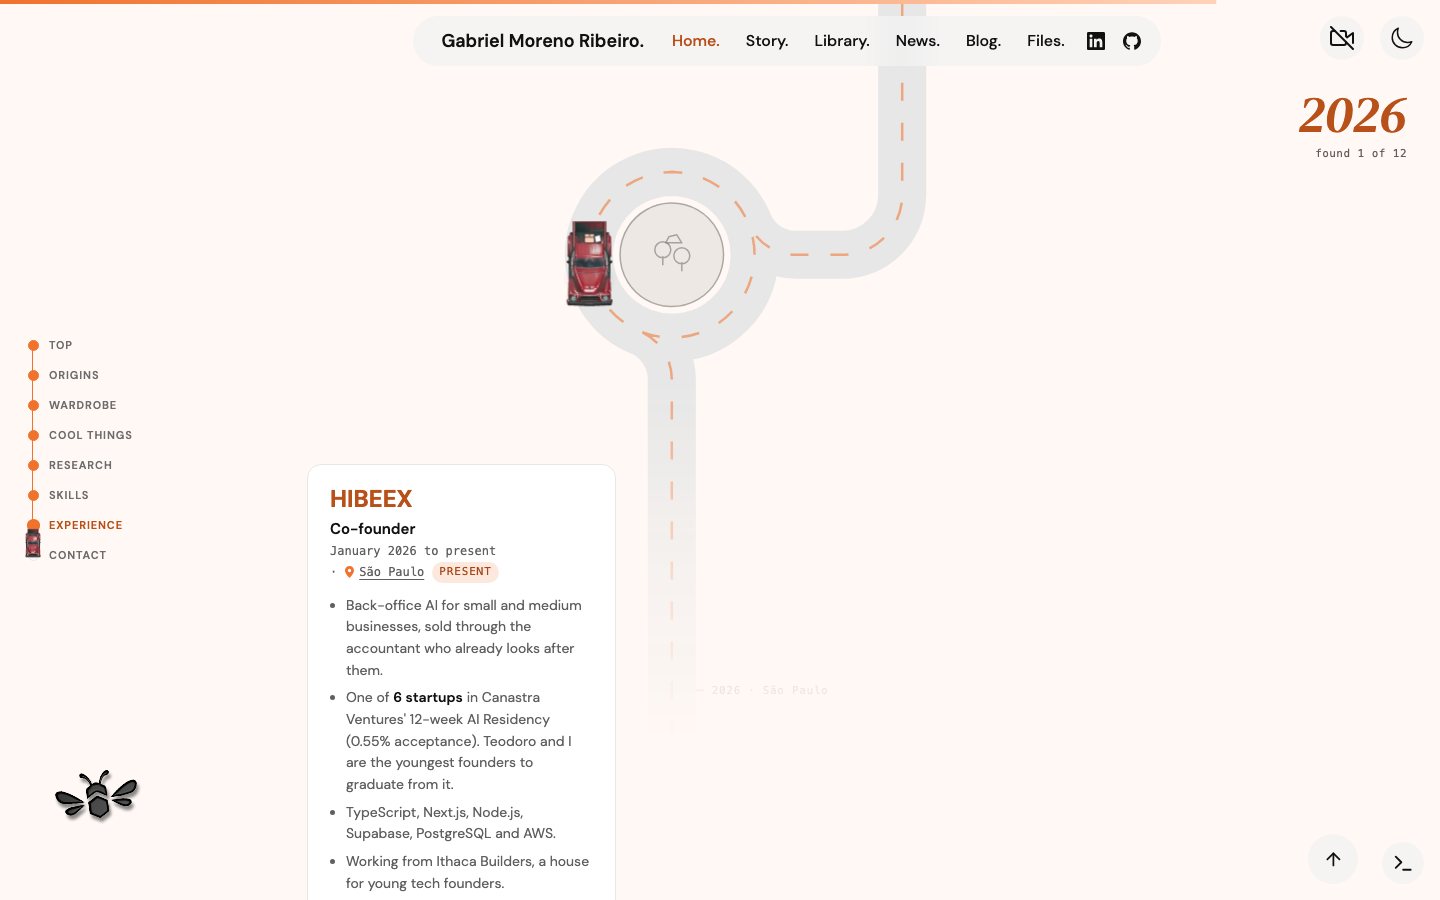 Gabriel Moreno Ribeiro. Home. Story. Library. News. Blog. Files.
2026
found 1 of 12
TOP
ORIGINS
WARDROBE
COOL THINGS
RESEARCH
SKILLS
EXPERIENCE
CONTACT
HIBEEX
Co-founder
January 2026 to present
· São Paulo PRESENT
• Back-office AI for small and medium
businesses, sold through the
accountant who already looks after
them.
• One of 6 startups in Canastra
Ventures' 12-week AI Residency
(0.55% acceptance). Teodoro and I
are the youngest founders to
graduate from it.
• TypeScript, Next.js, Node.js,
Supabase, PostgreSQL and AWS.
• Working from Ithaca Builders, a house
for young tech founders.
2026 · São Paulo